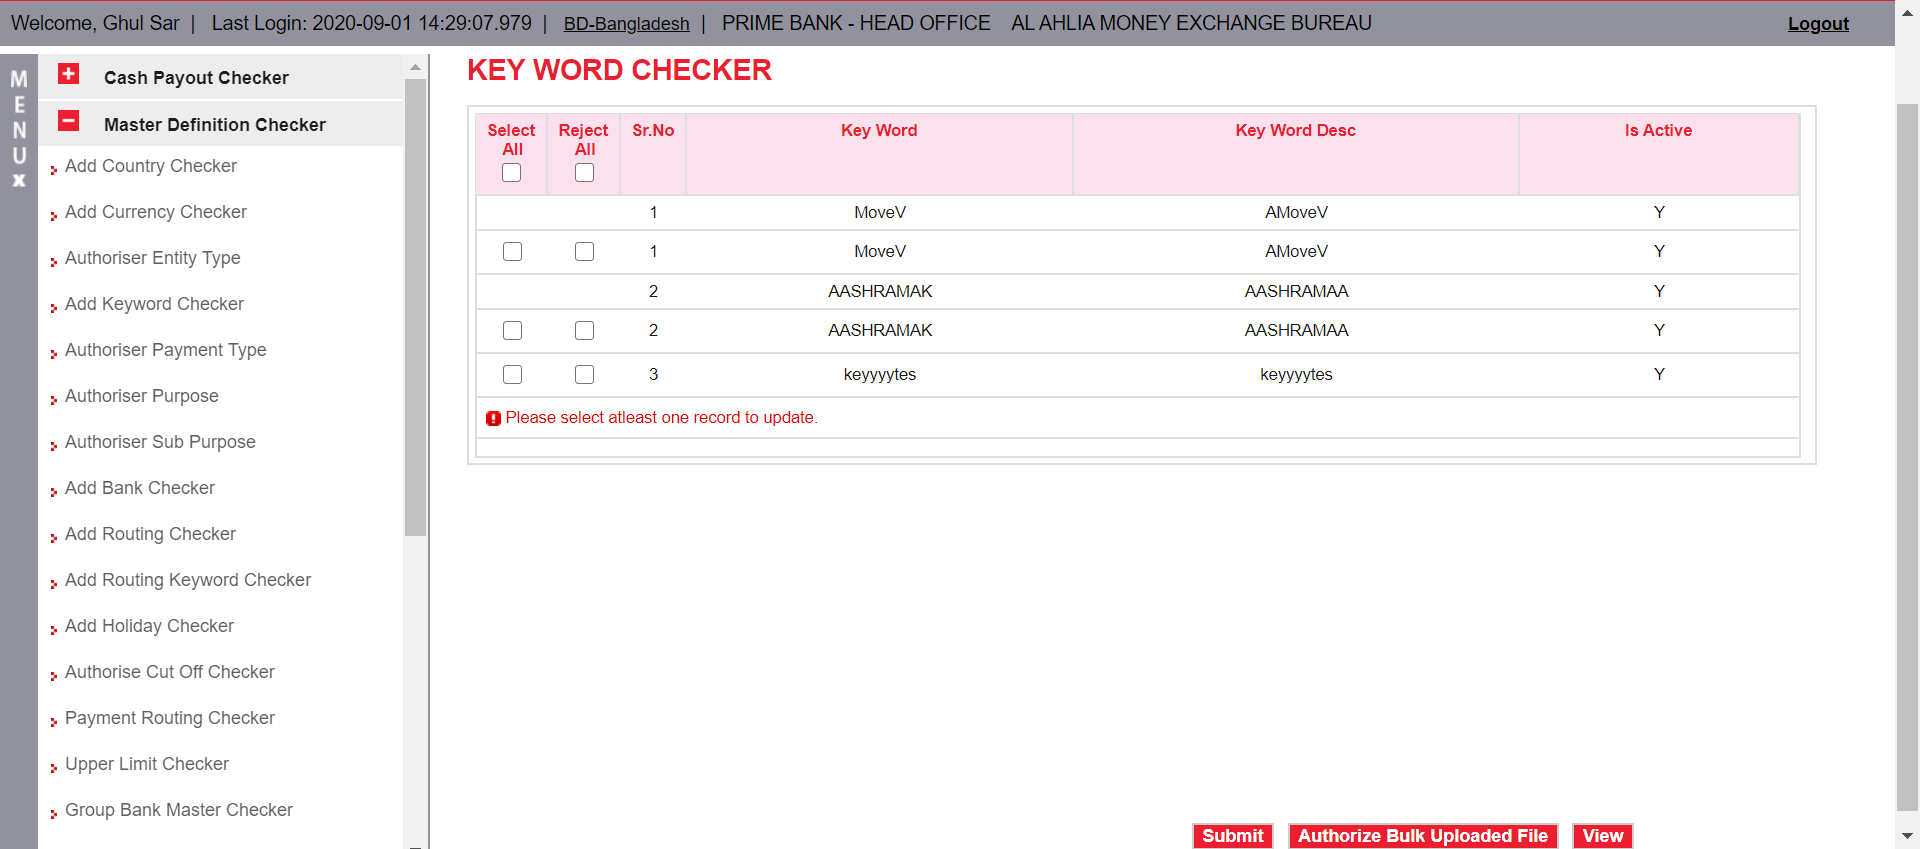 Welcome, Ghul Sar | Last Login: 2020-09-01 14:29:07.979 | BD-Bangladesh | PRIME BANK - HEAD OFFICE AL AHLIA MONEY EXCHANGE BUREAU Logout
MENU X
Cash Payout Checker
Master Definition Checker
Add Country Checker
Add Currency Checker
Authoriser Entity Type
Add Keyword Checker
Authoriser Payment Type
Authoriser Purpose
Authoriser Sub Purpose
Add Bank Checker
Add Routing Checker
Add Routing Keyword Checker
Add Holiday Checker
Authorise Cut Off Checker
Payment Routing Checker
Upper Limit Checker
Group Bank Master Checker
KEY WORD CHECKER
Select All Reject All Sr.No Key Word Key Word Desc Is Active
1 MoveV AMoveV Y
1 MoveV AMoveV Y
2 AASHRAMAK AASHRAMAA Y
2 AASHRAMAK AASHRAMAA Y
3 keyyyytes keyyyytes Y
Please select atleast one record to update.
Submit Authorize Bulk Uploaded File View